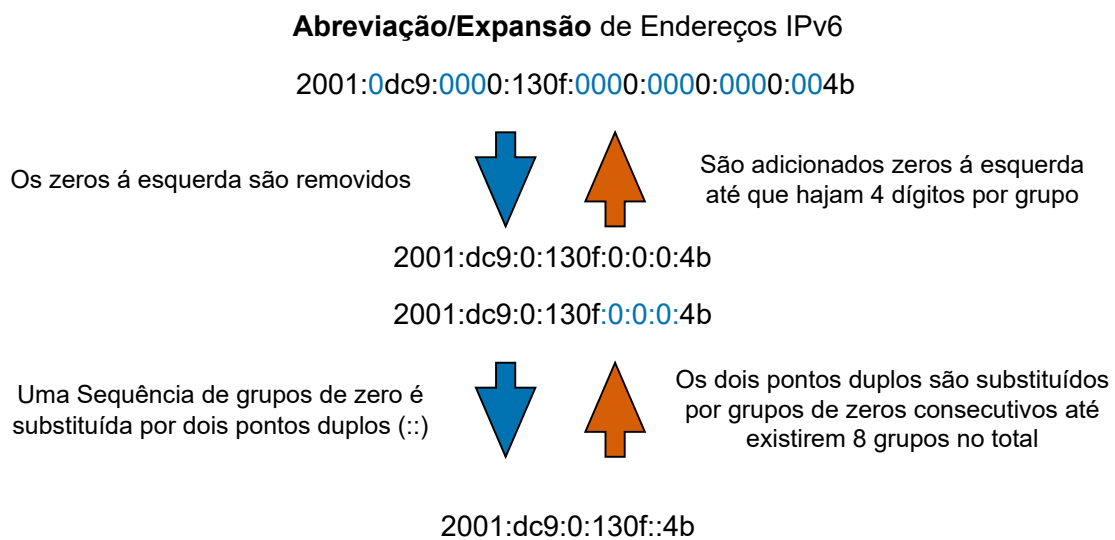 Abreviação/Expansão de Endereços IPv6
2001:0dc9:0000:130f:0000:0000:0000:004b
Os zeros á esquerda são removidos
São adicionados zeros á esquerda
até que hajam 4 dígitos por grupo
2001:dc9:0:130f:0:0:0:4b
2001:dc9:0:130f:0:0:0:4b
Uma Sequência de grupos de zero é
substituída por dois pontos duplos (::)
Os dois pontos duplos são substituídos
por grupos de zeros consecutivos até
existirem 8 grupos no total
2001:dc9:0:130f::4b